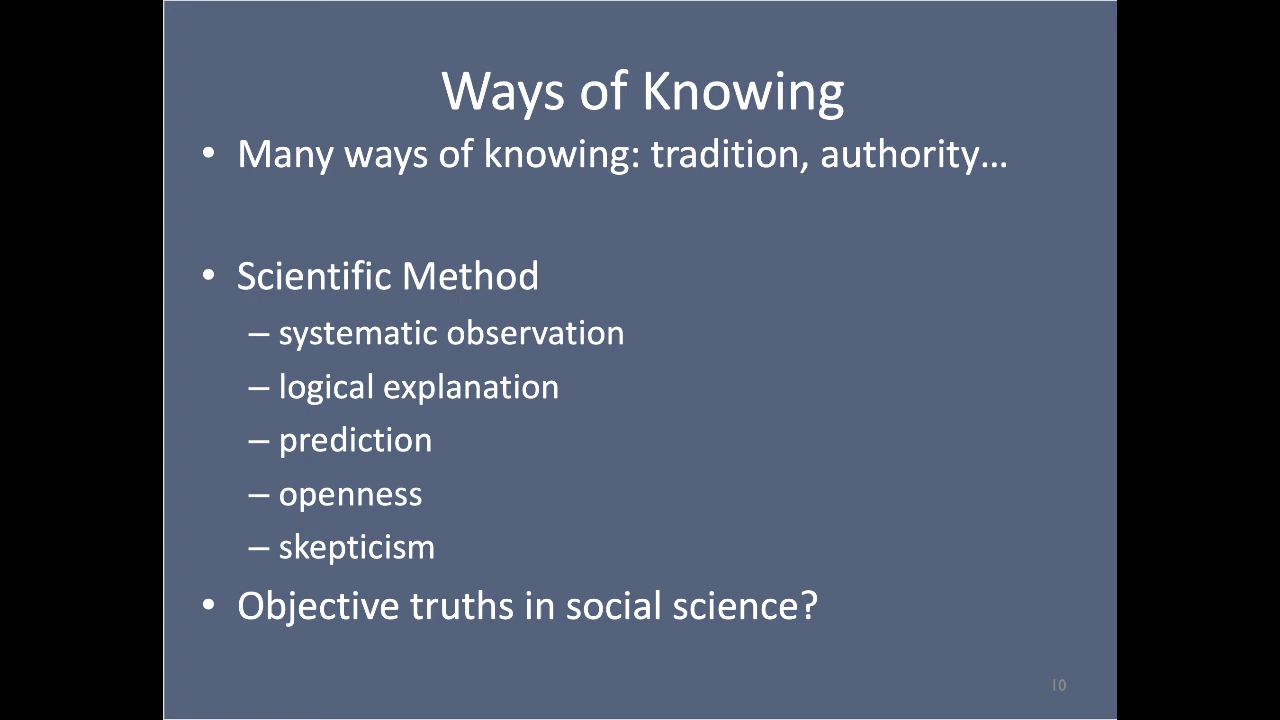 Ways of Knowing
• Many ways of knowing: tradition, authority…
• Scientific Method
– systematic observation
– logical explanation
– prediction
– openness
– skepticism
• Objective truths in social science?
10